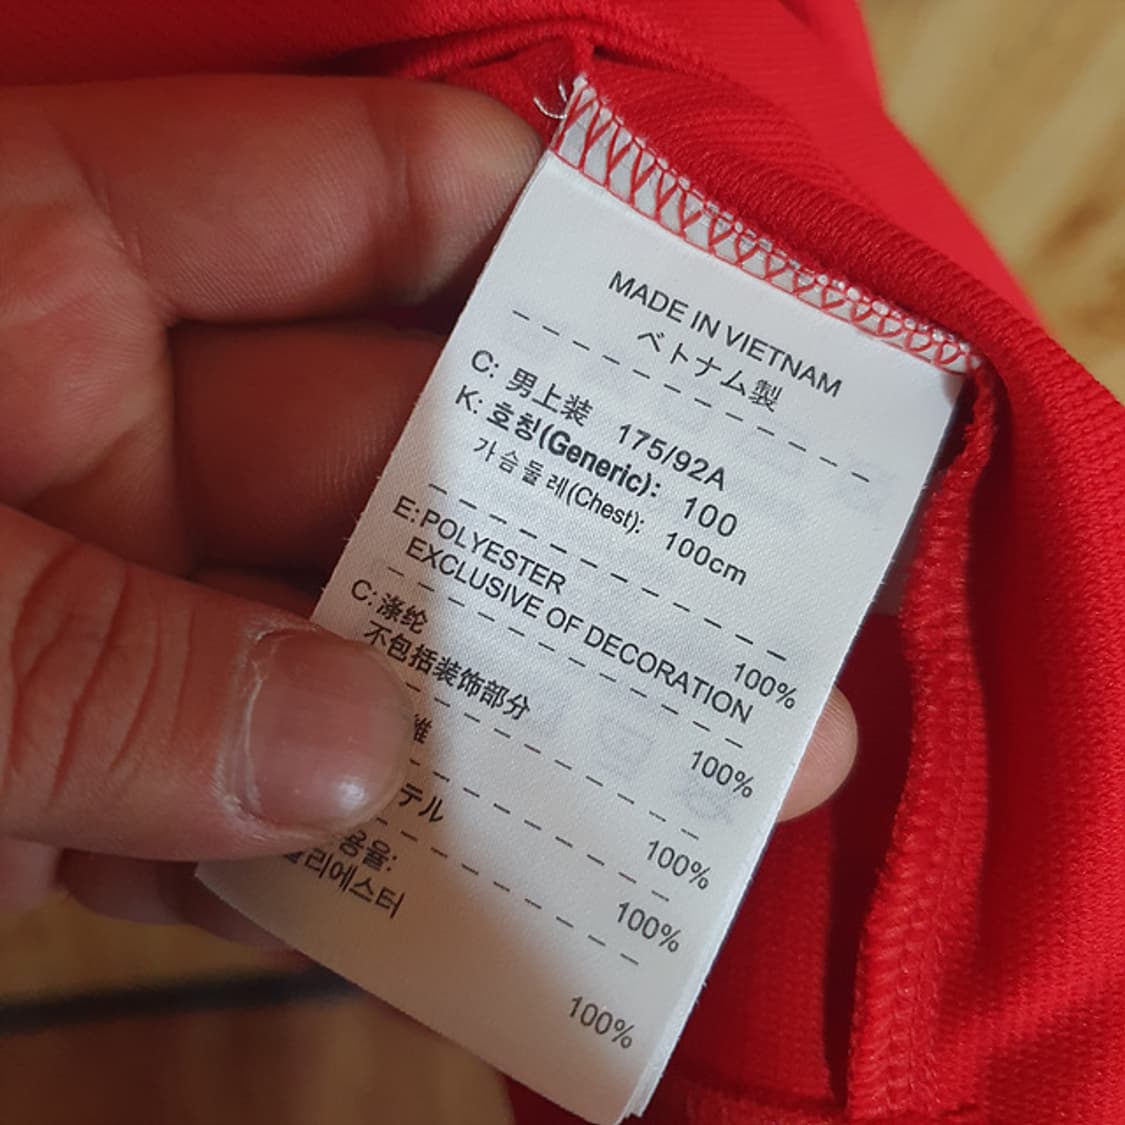 MADE IN VIETNAM
ベトナム製
C: 男上装 175/92A
K: 호칭(Generic): 100
가슴둘레(Chest): 100cm
E: POLYESTER 100%
EXCLUSIVE OF DECORATION
C: 涤纶 100%
不包括装饰部分
維 100%
テル 100%
용율:
리에스터 100%